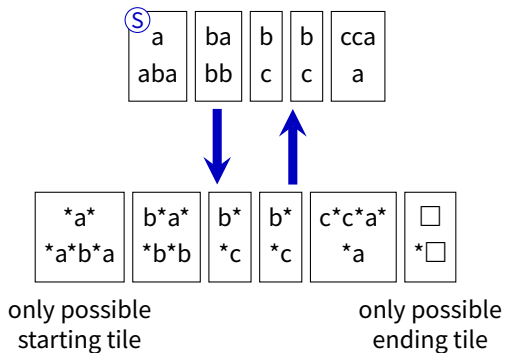 S
a ba b b cca
aba bb c c a
*a* b*a* b* b* c*c*a* □
*a*b*a *b*b *c *c *a *□
only possible only possible
starting tile ending tile